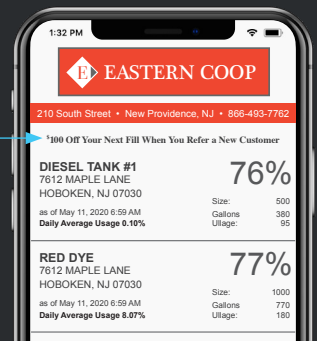 1:32 PM
E EASTERN COOP
210 South Street • New Providence, NJ • 866-493-7762
$100 Off Your Next Fill When You Refer a New Customer
DIESEL TANK #1
7612 MAPLE LANE
HOBOKEN, NJ 07030
76%
Size: 500
as of May 11, 2020 6:59 AM
Gallons 380
Daily Average Usage 0.10%
Ullage: 95
RED DYE
7612 MAPLE LANE
HOBOKEN, NJ 07030
77%
Size: 1000
as of May 11, 2020 6:59 AM
Gallons 770
Daily Average Usage 8.07%
Ullage: 180